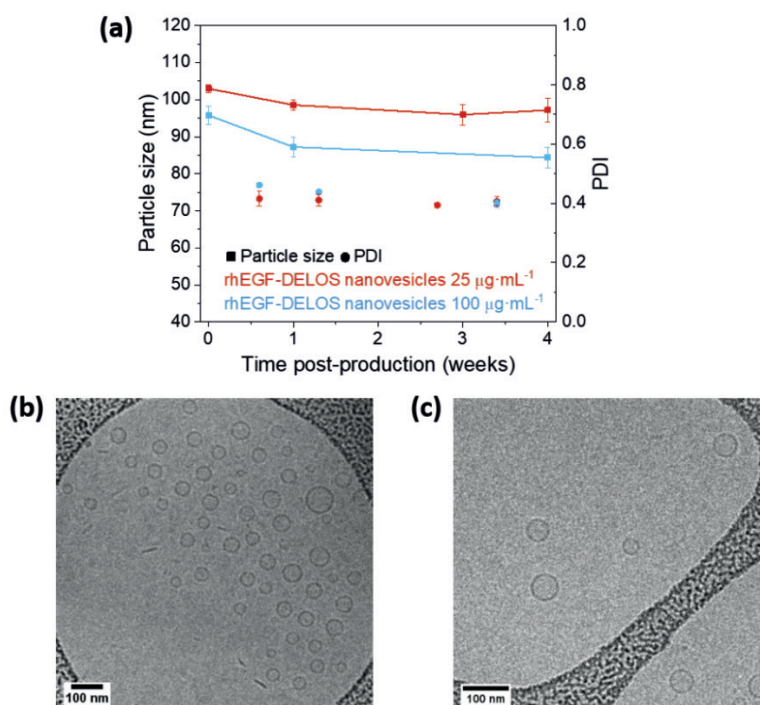 (a)
120
110
100
90
80
70
60
50
40
Particle size (nm)
1.0
0.8
0.6
0.4
0.2
0.0
PDI
■ Particle size ● PDI
rhEGF-DELOS nanovesicles 25 μg·mL⁻¹
rhEGF-DELOS nanovesicles 100 μg·mL⁻¹
0 1 2 3 4
Time post-production (weeks)
(b)
100 nm
(c)
100 nm